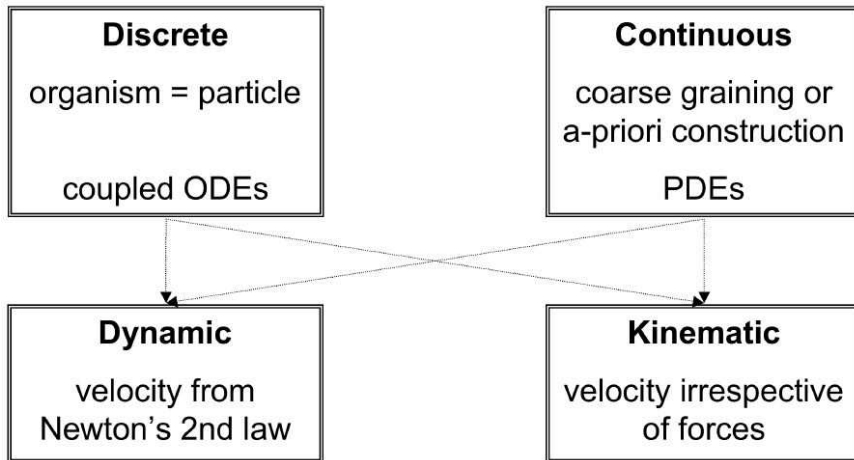 Discrete
organism = particle
coupled ODEs
Continuous
coarse graining or
a-priori construction
PDEs
Dynamic
velocity from
Newton's 2nd law
Kinematic
velocity irrespective
of forces